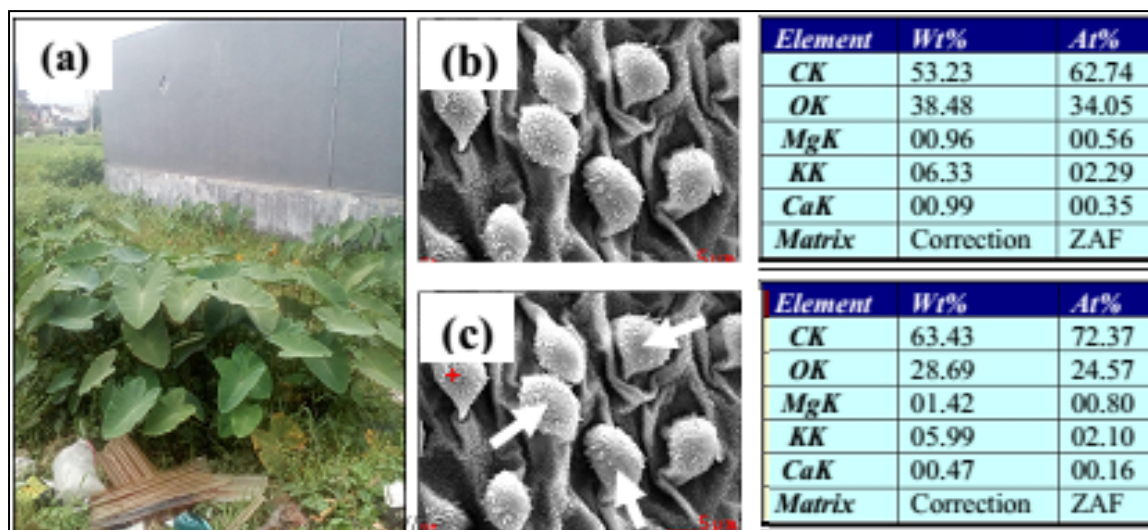 (a)
(b)
5um
Element Wt% At%
CK 53.23 62.74
OK 38.48 34.05
MgK 00.96 00.56
KK 06.33 02.29
CaK 00.99 00.35
Matrix Correction ZAF
(c)
5um
Element Wt% At%
CK 63.43 72.37
OK 28.69 24.57
MgK 01.42 00.80
KK 05.99 02.10
CaK 00.47 00.16
Matrix Correction ZAF